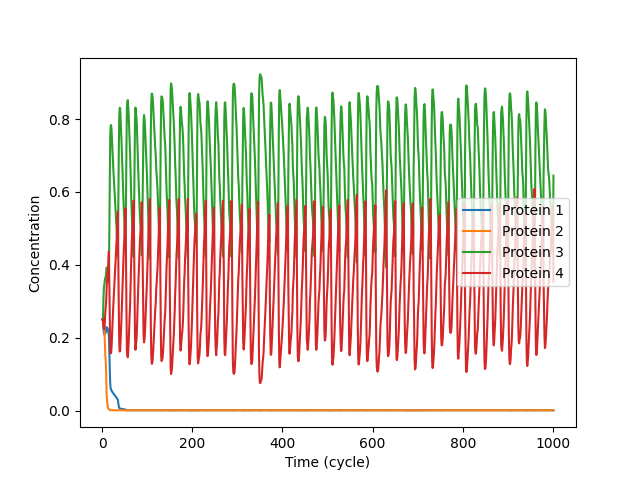 0.8
0.6
0.4
0.2
0.0
Concentration
0
200
400
600
800
1000
Time (cycle)
Protein 1
Protein 2
Protein 3
Protein 4